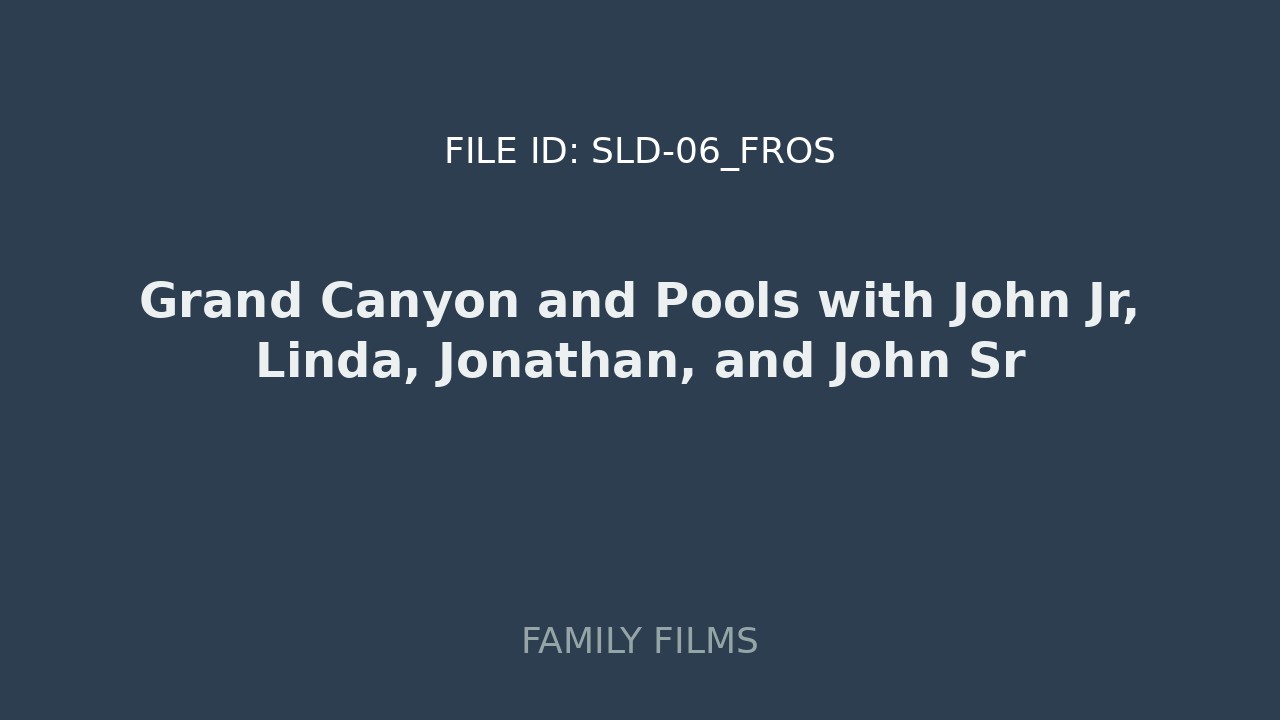 FILE ID: SLD-06_FROS
Grand Canyon and Pools with John Jr,
Linda, Jonathan, and John Sr
FAMILY FILMS